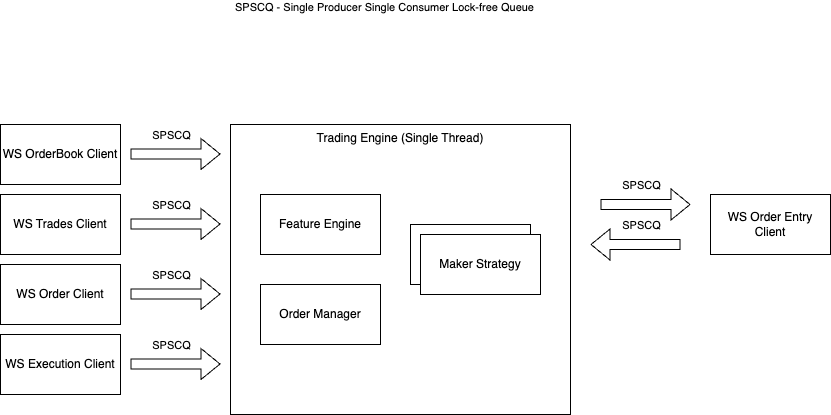 SPSCQ - Single Producer Single Consumer Lock-free Queue
WS OrderBook Client
SPSCQ
WS Trades Client
SPSCQ
WS Order Client
SPSCQ
WS Execution Client
SPSCQ
Trading Engine (Single Thread)
Feature Engine
Order Manager
Maker Strategy
SPSCQ
SPSCQ
WS Order Entry
Client